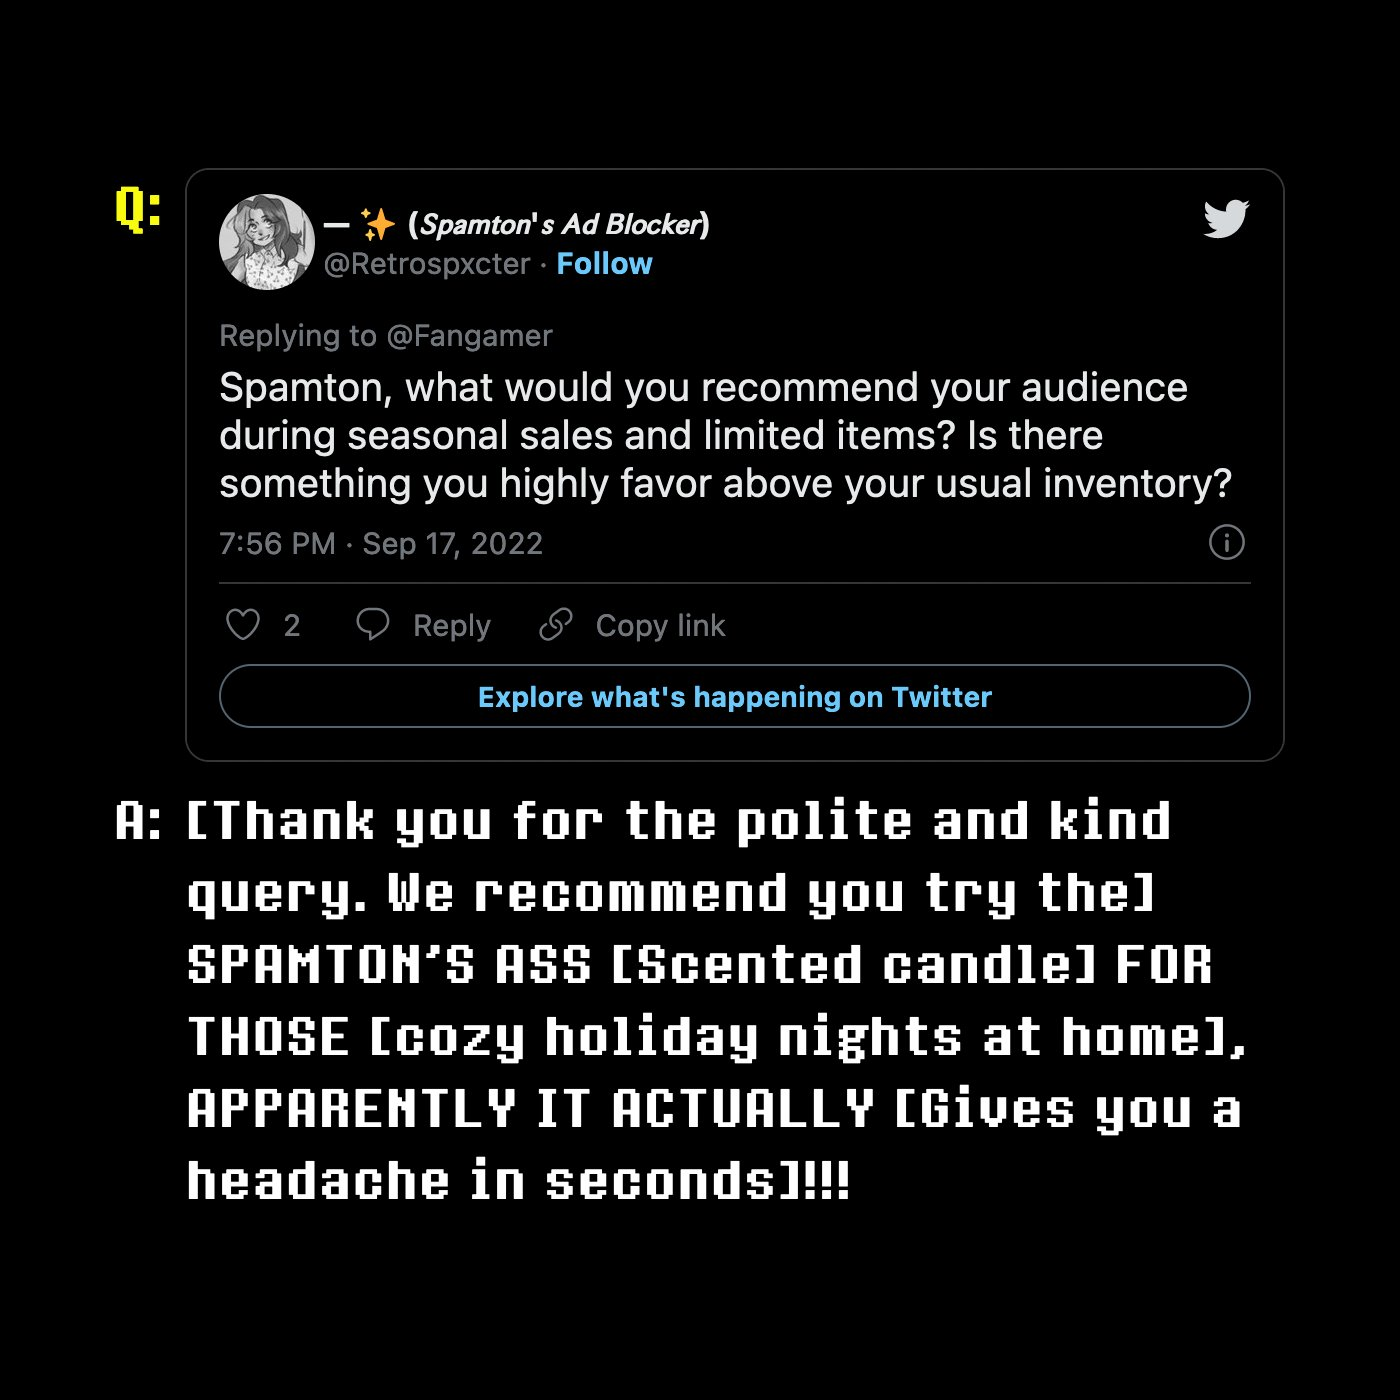 Q:
— ✨ (Spamton's Ad Blocker)
@Retrospxcter · Follow
Replying to @Fangamer
Spamton, what would you recommend your audience
during seasonal sales and limited items? Is there
something you highly favor above your usual inventory?
7:56 PM · Sep 17, 2022
2 Reply Copy link
Explore what's happening on Twitter
A: [Thank you for the polite and kind
query. We recommend you try the]
SPAMTON'S ASS [Scented candle] FOR
THOSE [cozy holiday nights at home],
APPARENTLY IT ACTUALLY [Gives you a
headache in seconds]!!!